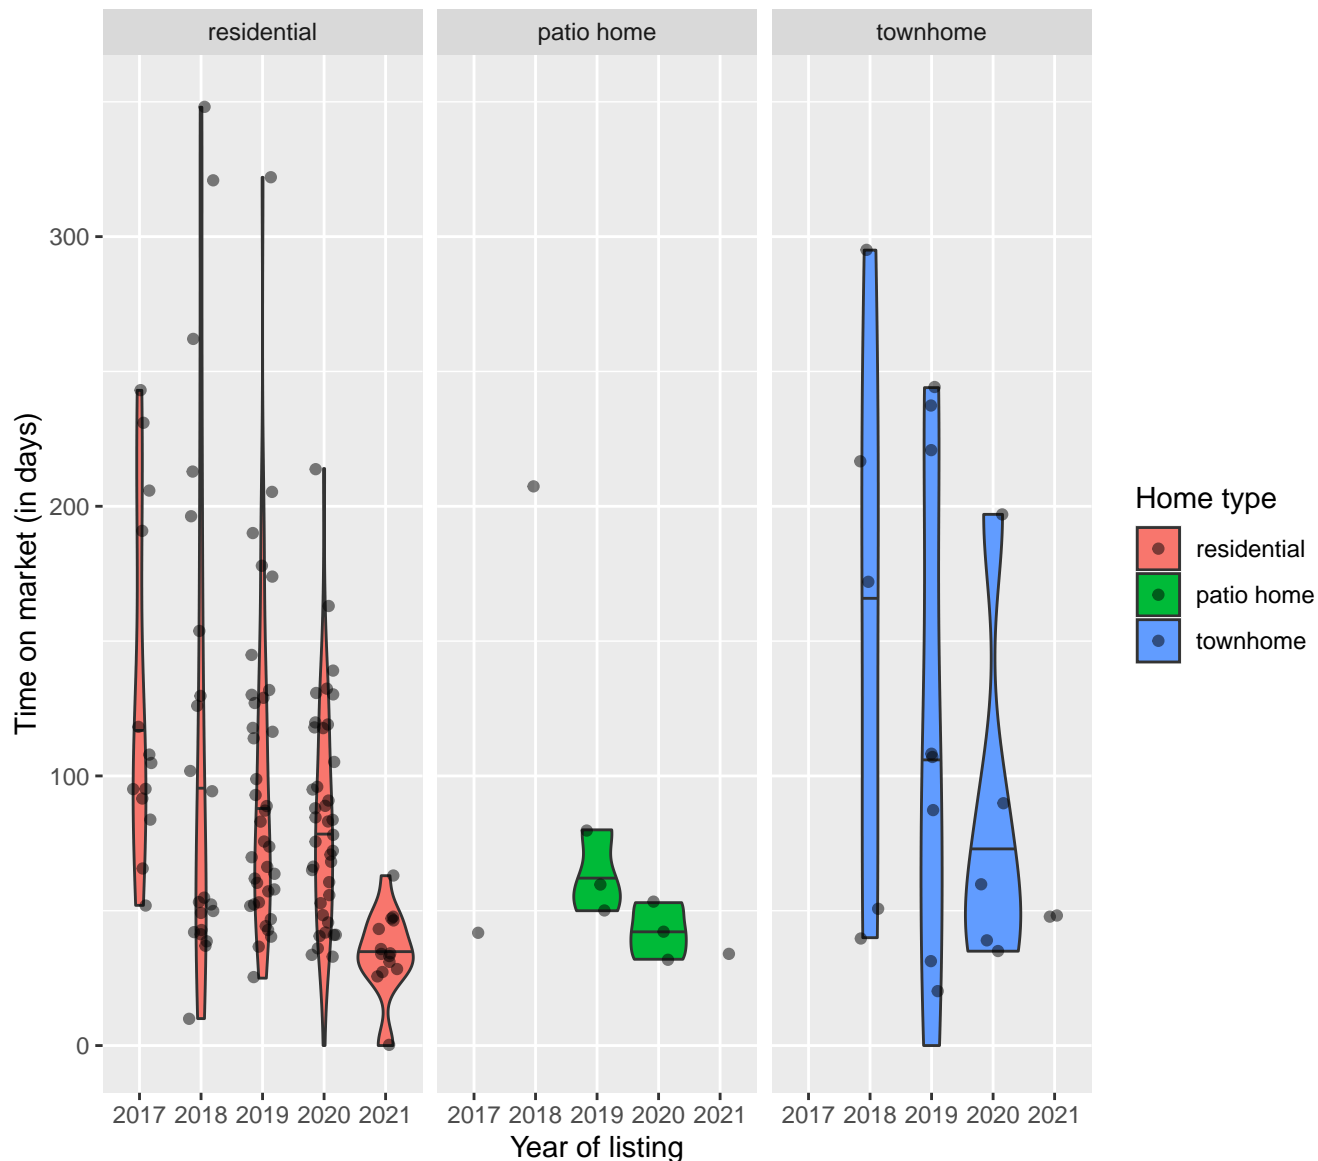 residential patio home townhome
300
200
100
0
Time on market (in days)
2017 2018 2019 2020 2021 2017 2018 2019 2020 2021 2017 2018 2019 2020 2021
Year of listing
Home type
residential
patio home
townhome